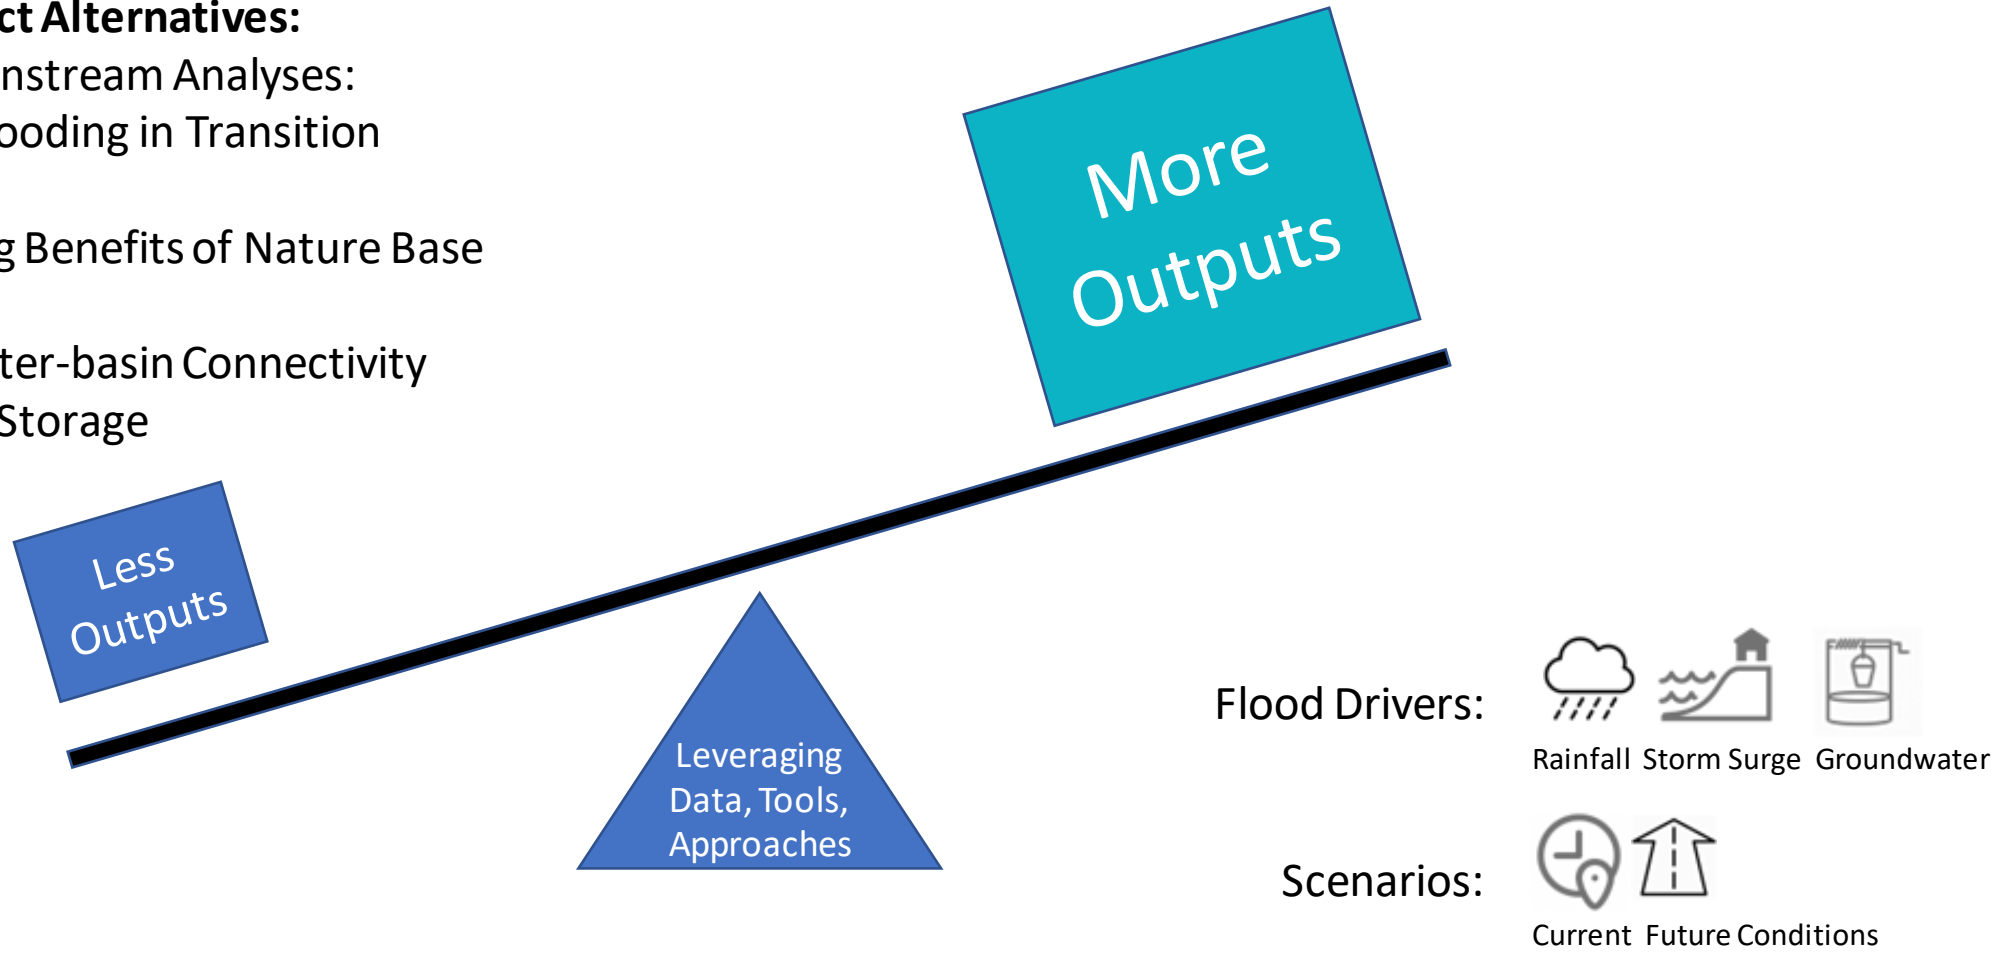 ct Alternatives:
nstream Analyses:
ooding in Transition
g Benefits of Nature Base
ter-basin Connectivity
Storage
More
Outputs
Less
Outputs
Leveraging
Data, Tools,
Approaches
Flood Drivers:
Rainfall Storm Surge Groundwater
Scenarios:
Current Future Conditions